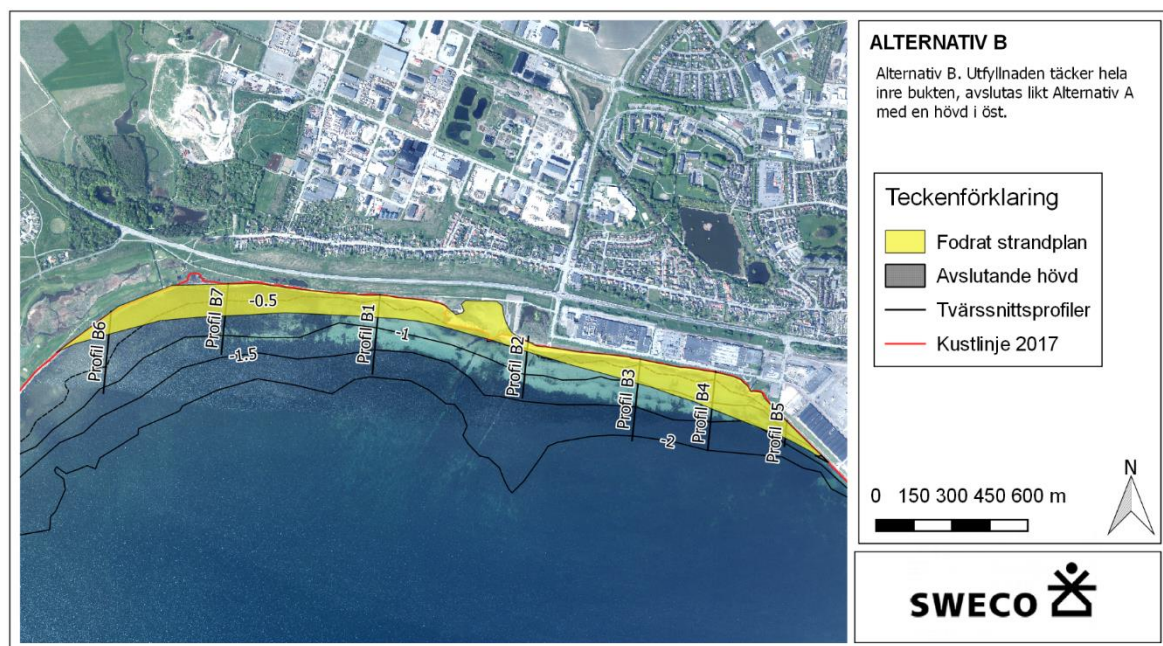 ALTERNATIV B
Alternativ B. Utfyllnaden täcker hela
inre bukten, avslutas likt Alternativ A
med en hövd i öst.
Teckenförklaring
Fodrat strandplan
Avslutande hövd
Tvärssnittsprofiler
Kustlinje 2017
0 150 300 450 600 m
N
SWECO
Profil B6
Profil B7
-0.5
Profil B1
-1
-1.5
Profil B2
Profil B3
Profil B4
Profil B5
-2